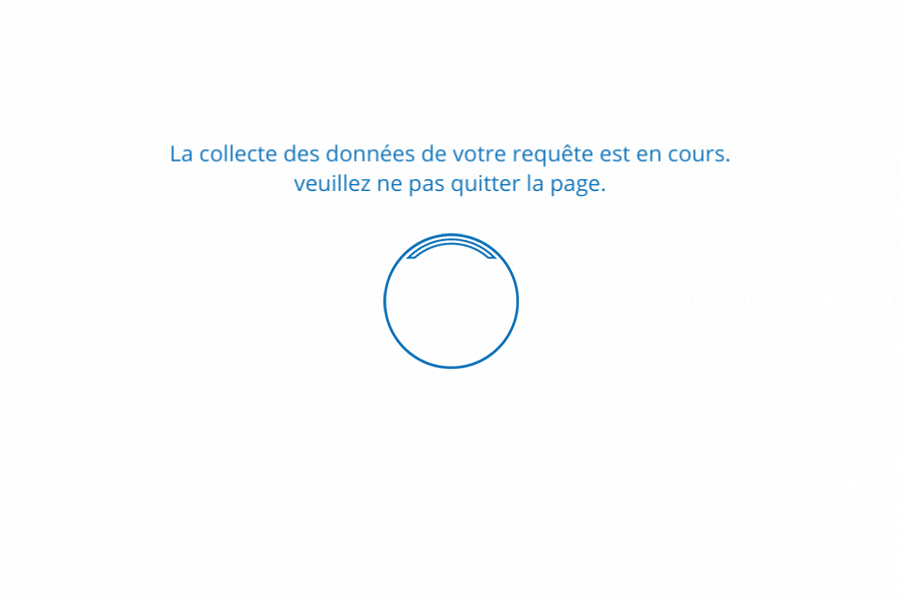 La collecte des données de votre requête est en cours.
veuillez ne pas quitter la page.